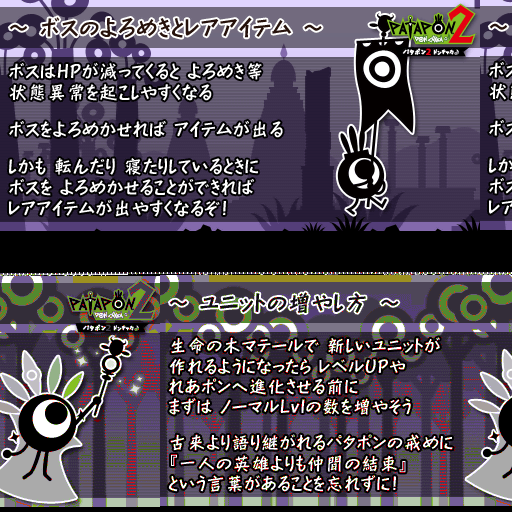 ～ ボスのよろめきとレアアイテム ～
PATAPON 2
パタポン2 ドンチャカ♪
ボスはHPが減ってくると よろめき等
状態異常を起こしやすくなる
ボスをよろめかせれば アイテムが出る
しかも 転んだり 寝たりしているときに
ボスを よろめかせることができれば
レアアイテムが出やすくなるぞ！
～
ボス
状態
ボス
しか
ボス
レア
PATAPON 2
パタポン2 ドンチャカ♪
～ ユニットの増やし方 ～
生命の木マテールで 新しいユニットが
作れるようになったら レベルUPや
れあポンへ進化させる前に
まずは ノーマルLv1の数を増やそう
古来より語り継がれるパタポンの戒めに
『一人の英雄よりも仲間の結束』
という言葉があることを忘れずに！